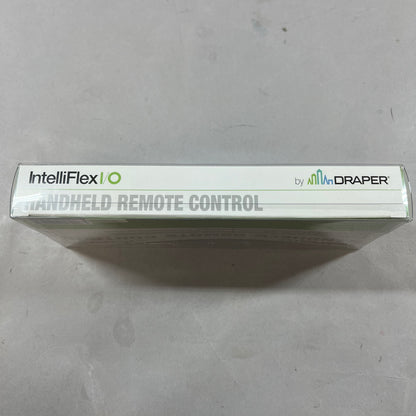 IntelliFlex I/O by DRAPER®
HANDHELD REMOTE CONTROL